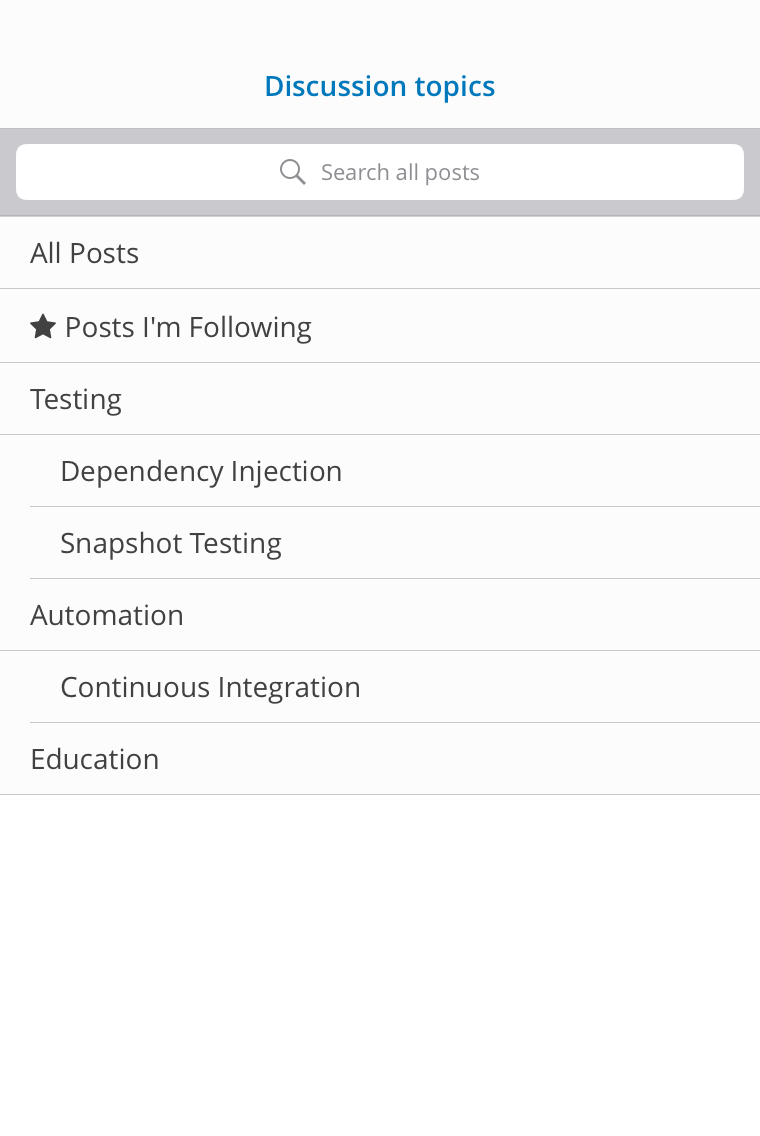 Discussion topics
Search all posts
All Posts
Posts I'm Following
Testing
Dependency Injection
Snapshot Testing
Automation
Continuous Integration
Education